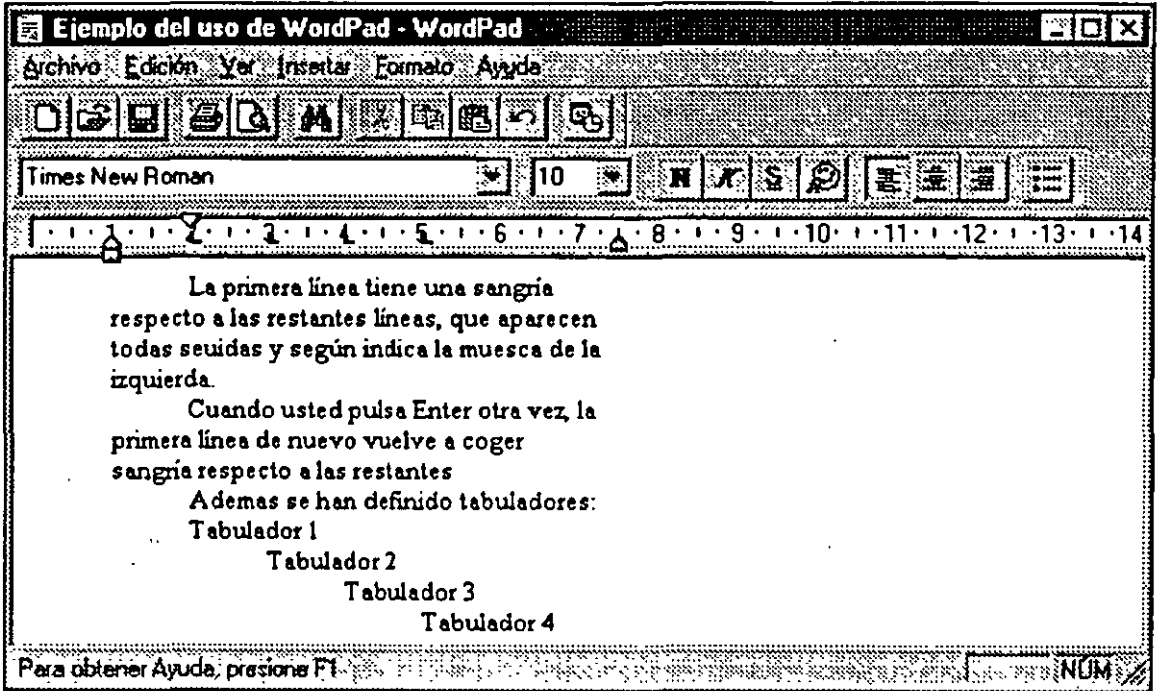 Ejemplo del uso de WordPad - WordPad
Archivo Edición Ver Insertar Formato Ayuda
Times New Roman 10 N K S
1 2 3 4 5 6 7 8 9 10 11 12 13 14
La primera línea tiene una sangría
respecto a las restantes líneas, que aparecen
todas seuidas y según indica la muesca de la
izquierda.
Cuando usted pulsa Enter otra vez, la
primera línea de nuevo vuelve a coger
sangría respecto a las restantes
Ademas se han definido tabuladores:
Tabulador 1
Tabulador 2
Tabulador 3
Tabulador 4
Para obtener Ayuda, presione F1 NÚM